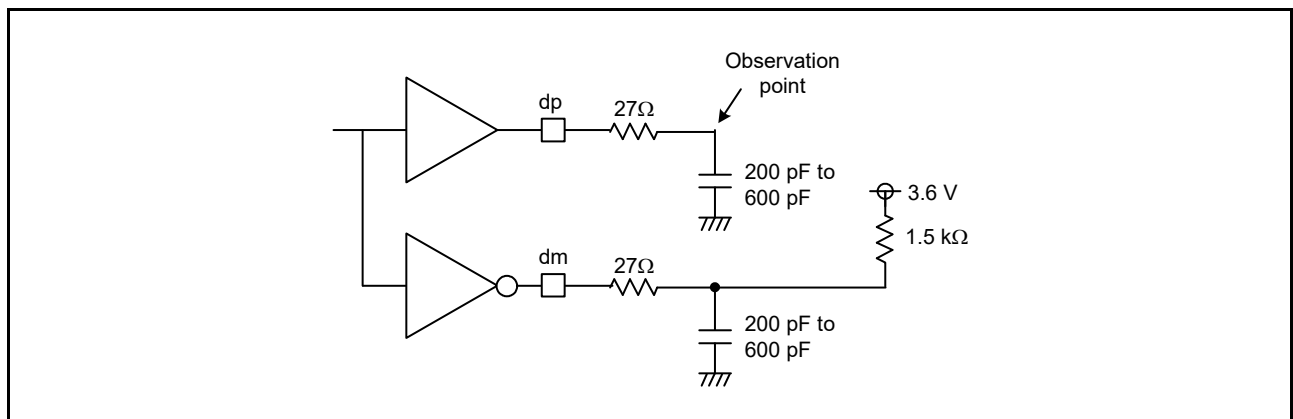 Observation
point
dp
27Ω
200 pF to
600 pF
3.6 V
1.5 kΩ
dm
27Ω
200 pF to
600 pF